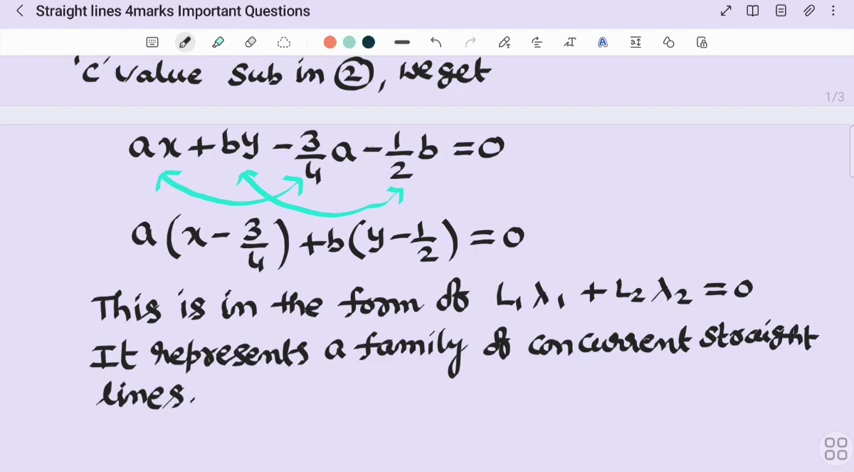 Straight lines 4marks Important Questions
'C' value sub in ②, we get
1/3
ax + by - 3/4 a - 1/2 b = 0
a(x - 3/4) + b(y - 1/2) = 0
This is in the form of L₁λ₁ + L₂λ₂ = 0
It represents a family of concurrent straight
lines.